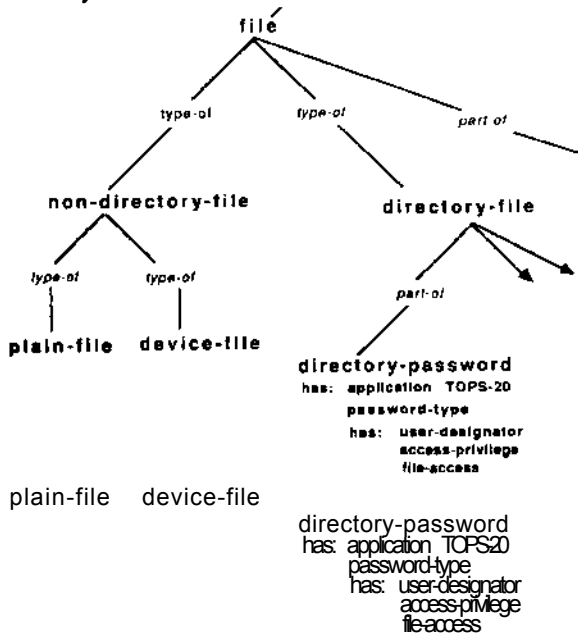 file
type-of type-of part of
non-directory-file directory-file
type-of type-of part-of
plain-file device-file
directory-password
has: application TOPS-20
password-type
has: user-designator
access-privilege
file-access
plain-file device-file
directory-password
has: application TOPS20
password-type
has: user-designator
access-privilege
file-access